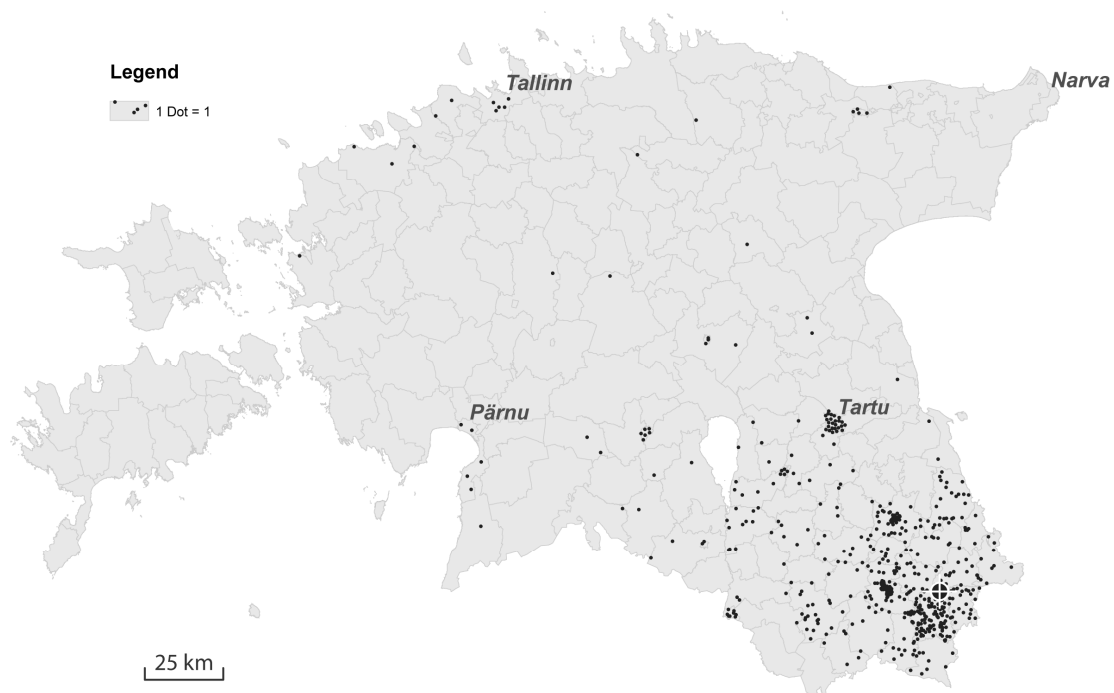 Legend
1 Dot = 1
Tallinn
Narva
Pärnu
Tartu
25 km